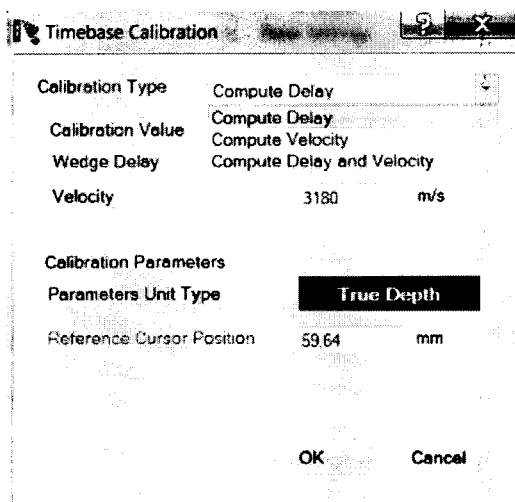 Timebase Calibration
?
X
Calibration Type Compute Delay
Compute Delay
Calibration Value Compute Velocity
Wedge Delay Compute Delay and Velocity
Velocity 3180 m/s
Calibration Parameters
Parameters Unit Type True Depth
Reference Cursor Position 59.64 mm
OK Cancel